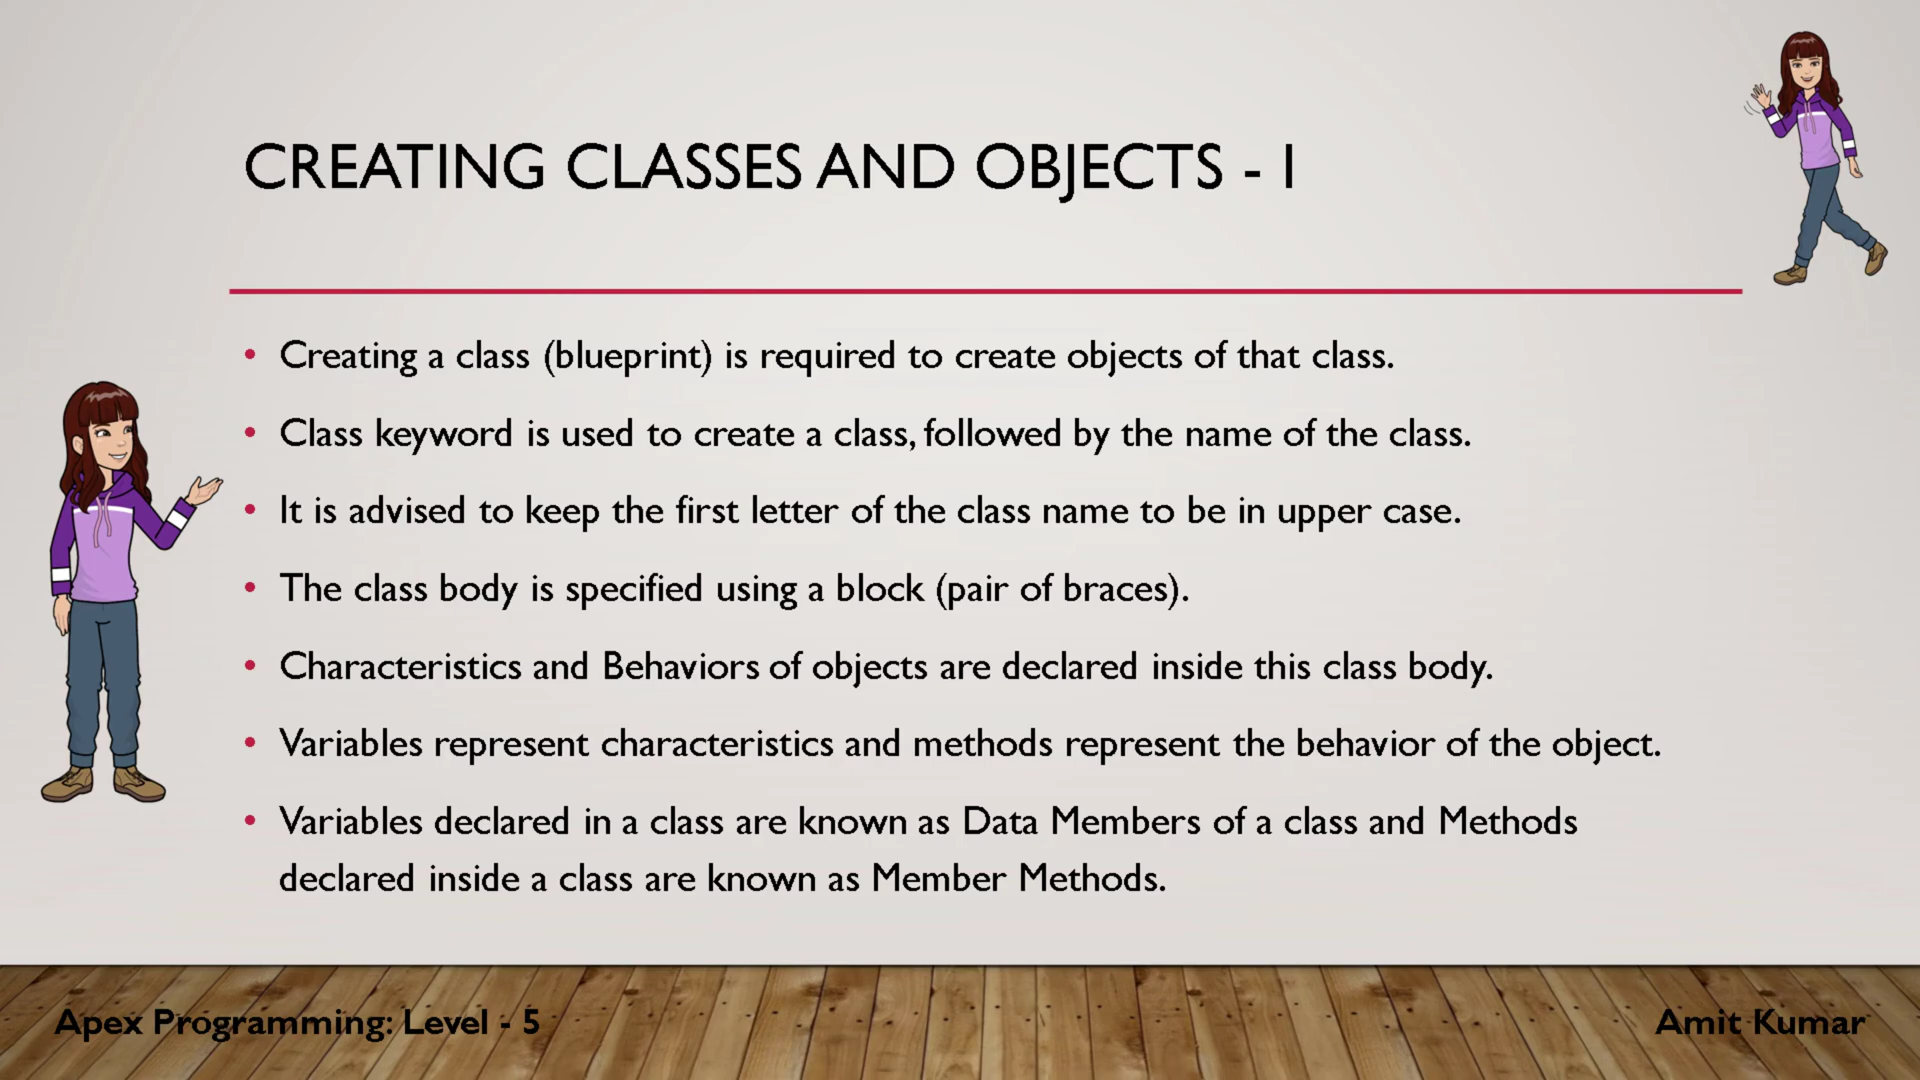 CREATING CLASSES AND OBJECTS - I
• Creating a class (blueprint) is required to create objects of that class.
• Class keyword is used to create a class, followed by the name of the class.
• It is advised to keep the first letter of the class name to be in upper case.
• The class body is specified using a block (pair of braces).
• Characteristics and Behaviors of objects are declared inside this class body.
• Variables represent characteristics and methods represent the behavior of the object.
• Variables declared in a class are known as Data Members of a class and Methods
declared inside a class are known as Member Methods.
Apex Programming: Level - 5
Amit Kumar